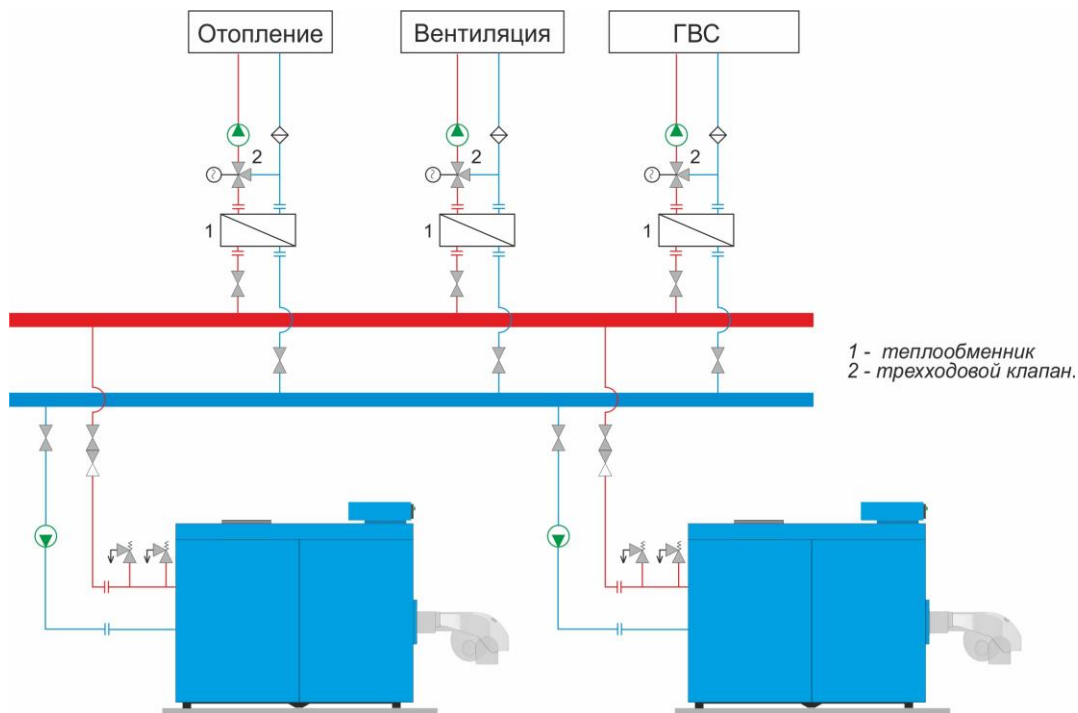 Отопление
Вентиляция
ГВС
2
2
2
1
1
1
1 - теплообменник
2 - трехходовой клапан.